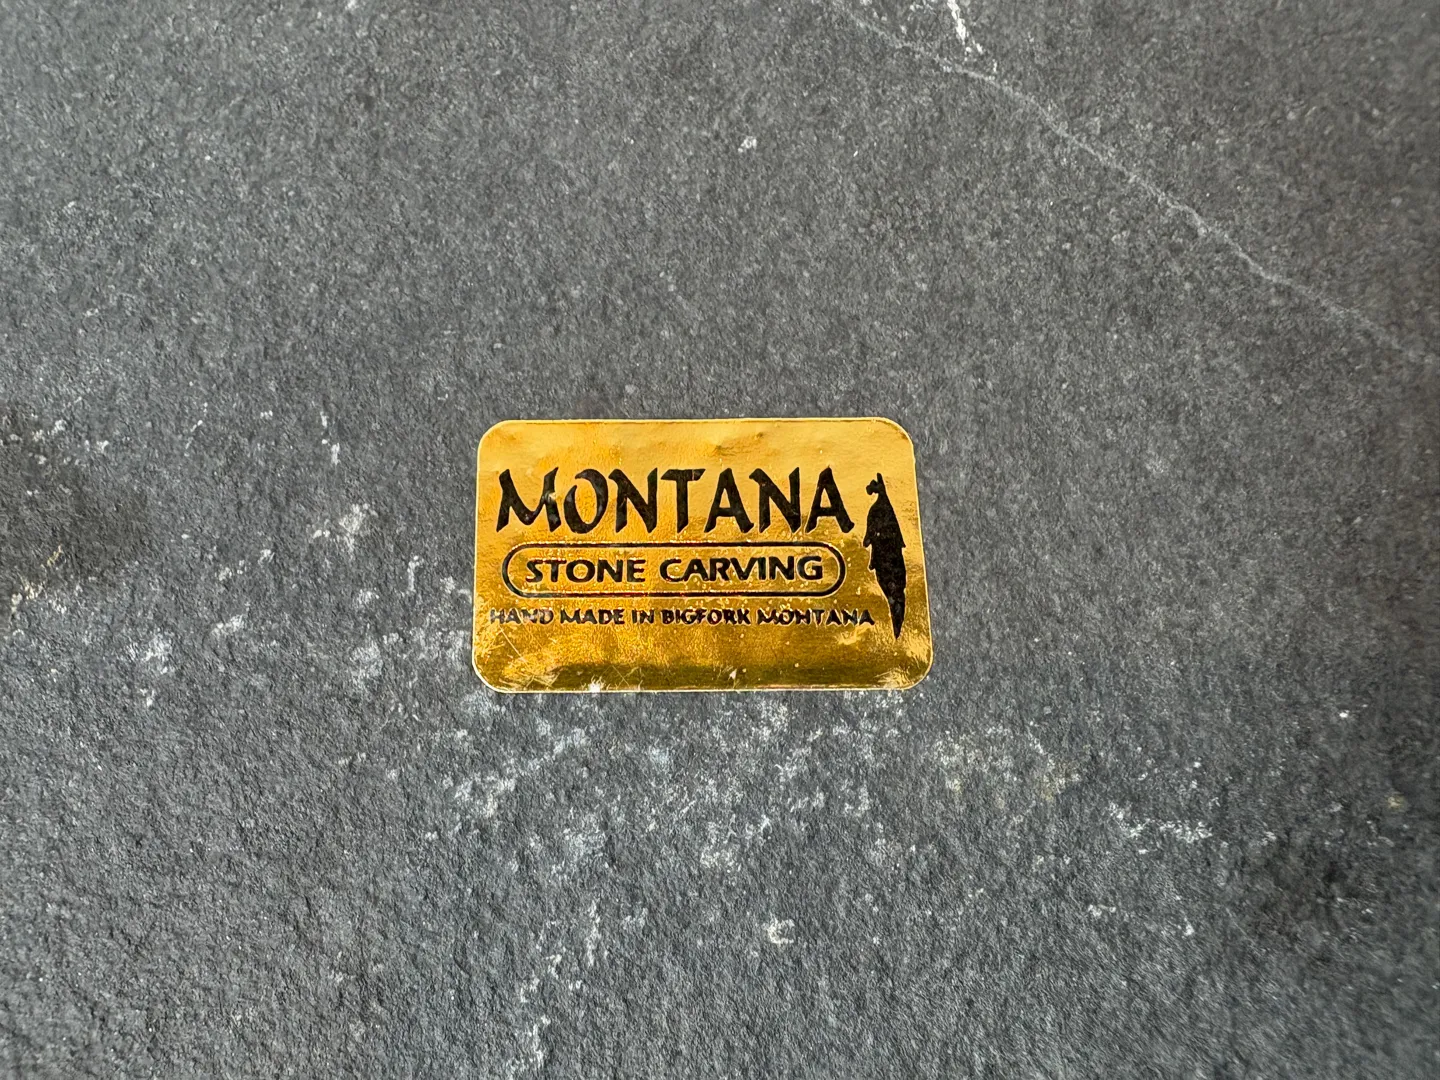 MONTANA
STONE CARVING
HAND MADE IN BIGFORK MONTANA